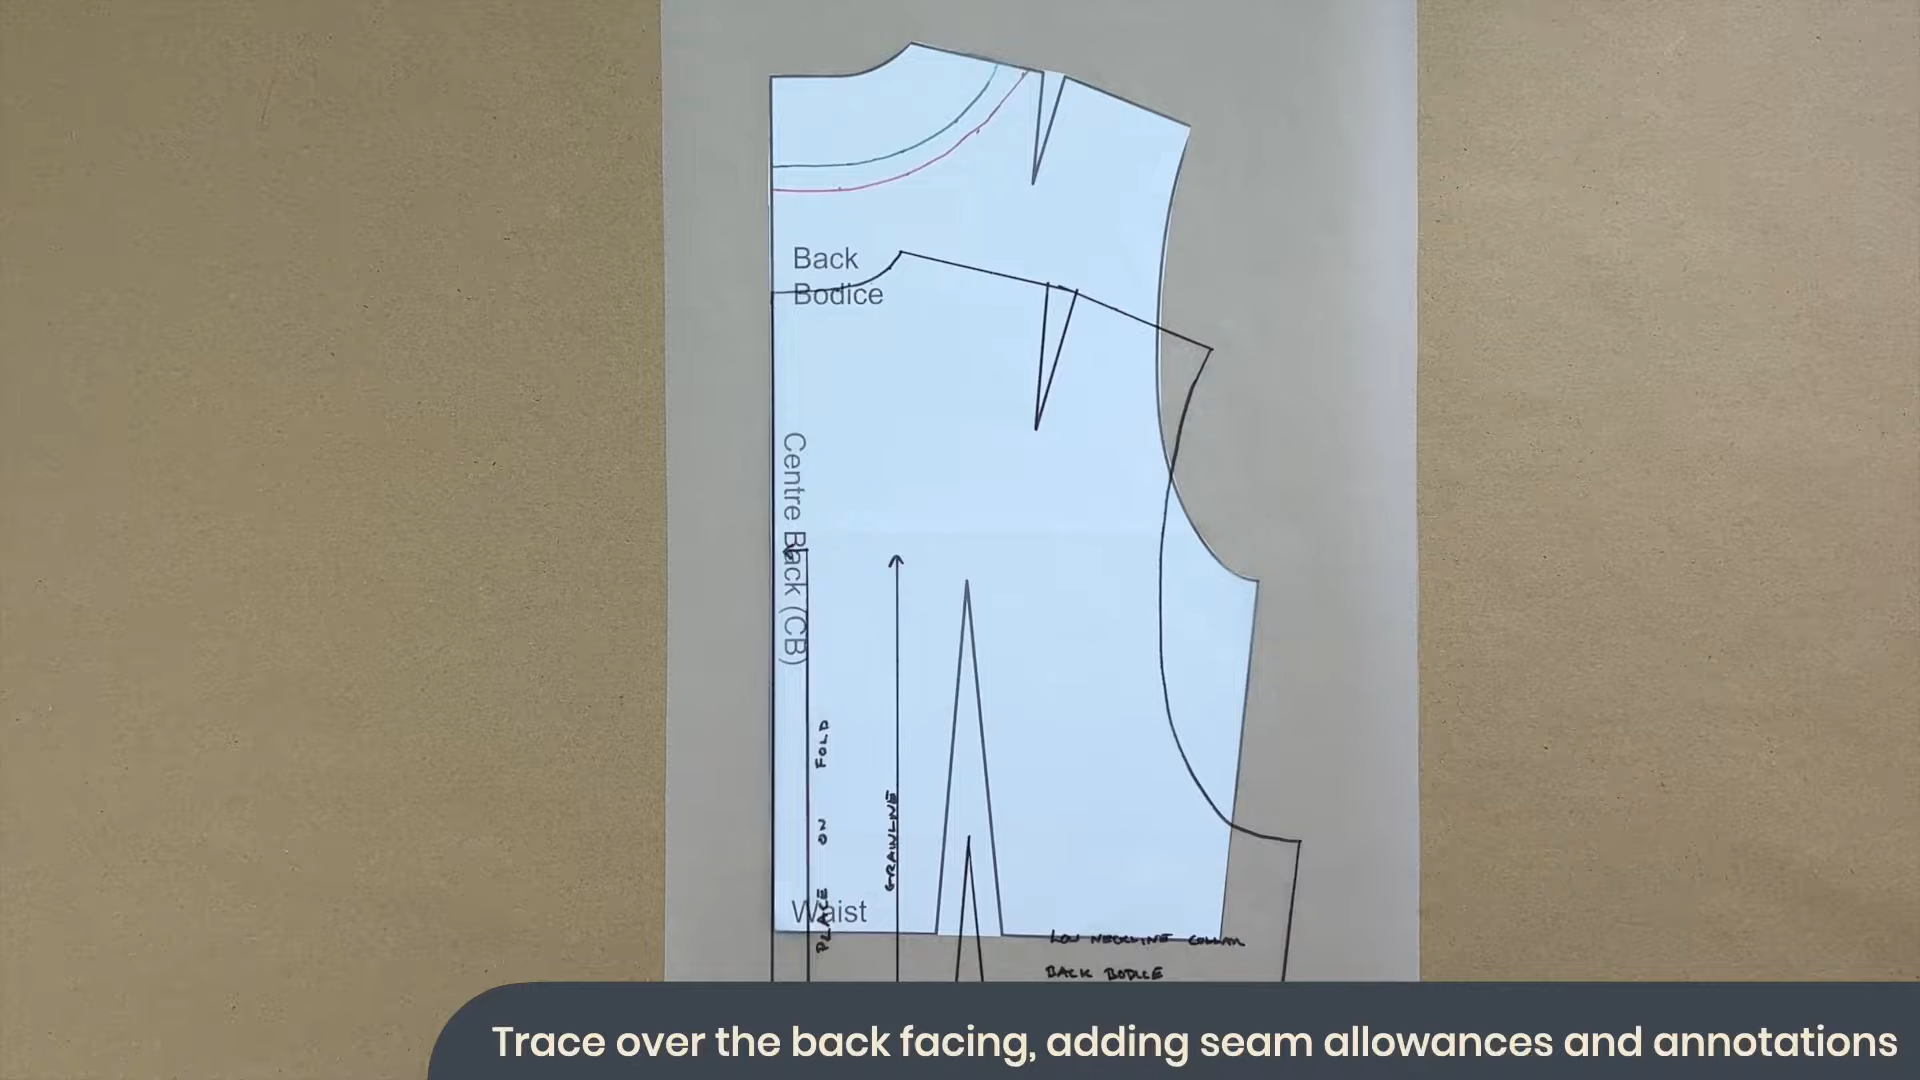 Back
Bodice
Centre Back (CB)
PLACE ON FOLD
GRAINLINE
Waist
LOW NECKLINE COLLAR
BACK BODICE
Trace over the back facing, adding seam allowances and annotations